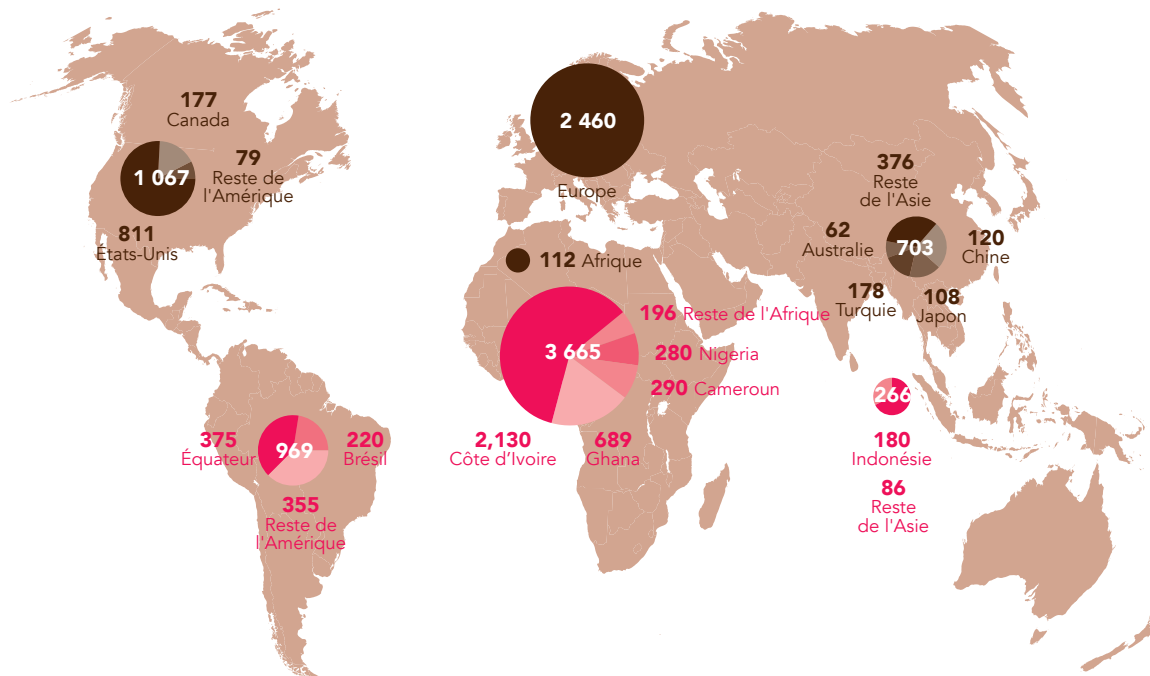 177
Canada
1 067
79
Reste de
l'Amérique
811
États-Unis
2 460
Europe
112 Afrique
376
Reste
de l'Asie
62
Australie
703
120
Chine
178
Turquie
108
Japon
3 665
196 Reste de l'Afrique
280 Nigeria
290 Cameroun
2,130
Côte d’Ivoire
689
Ghana
375
Équateur
969
220
Brésil
355
Reste de
l'Amérique
266
180
Indonésie
86
Reste
de l'Asie